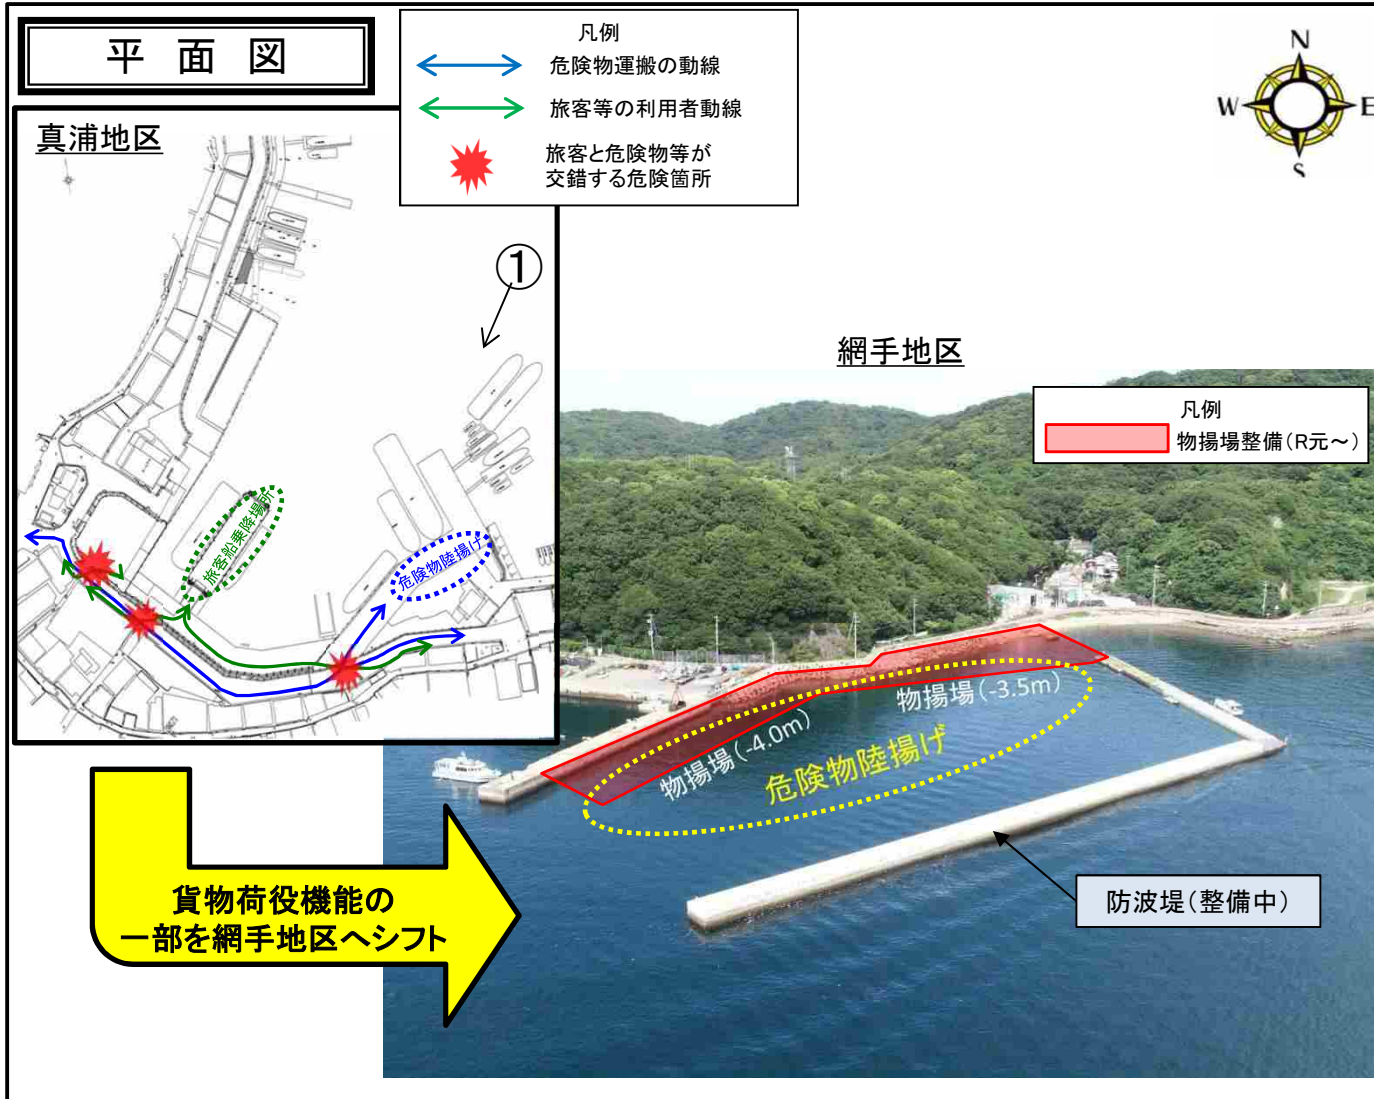 平面図
凡例
危険物運搬の動線
旅客等の利用者動線
旅客と危険物等が
交錯する危険箇所
N
W
E
S
真浦地区
①
旅客船乗降場所
危険物陸揚げ
網手地区
凡例
物揚場整備(R元～)
物揚場(-3.5m)
物揚場(-4.0m)
危険物陸揚げ
防波堤(整備中)
貨物荷役機能の
一部を網手地区へシフト